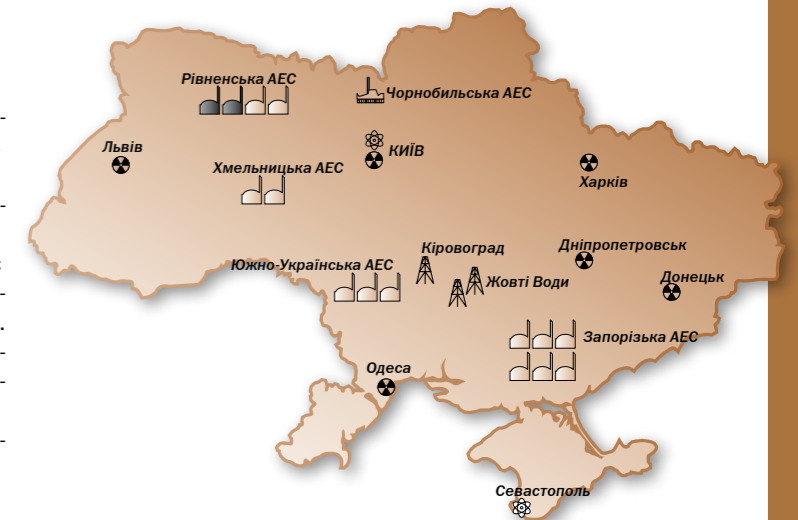 Рівненська АЕС
Чорнобильська АЕС
Львів
КИЇВ
Хмельницька АЕС
Харків
Кіровоград
Дніпропетровськ
Южно-Українська АЕС
Жовті Води
Донецьк
Запорізька АЕС
Одеса
Севастополь